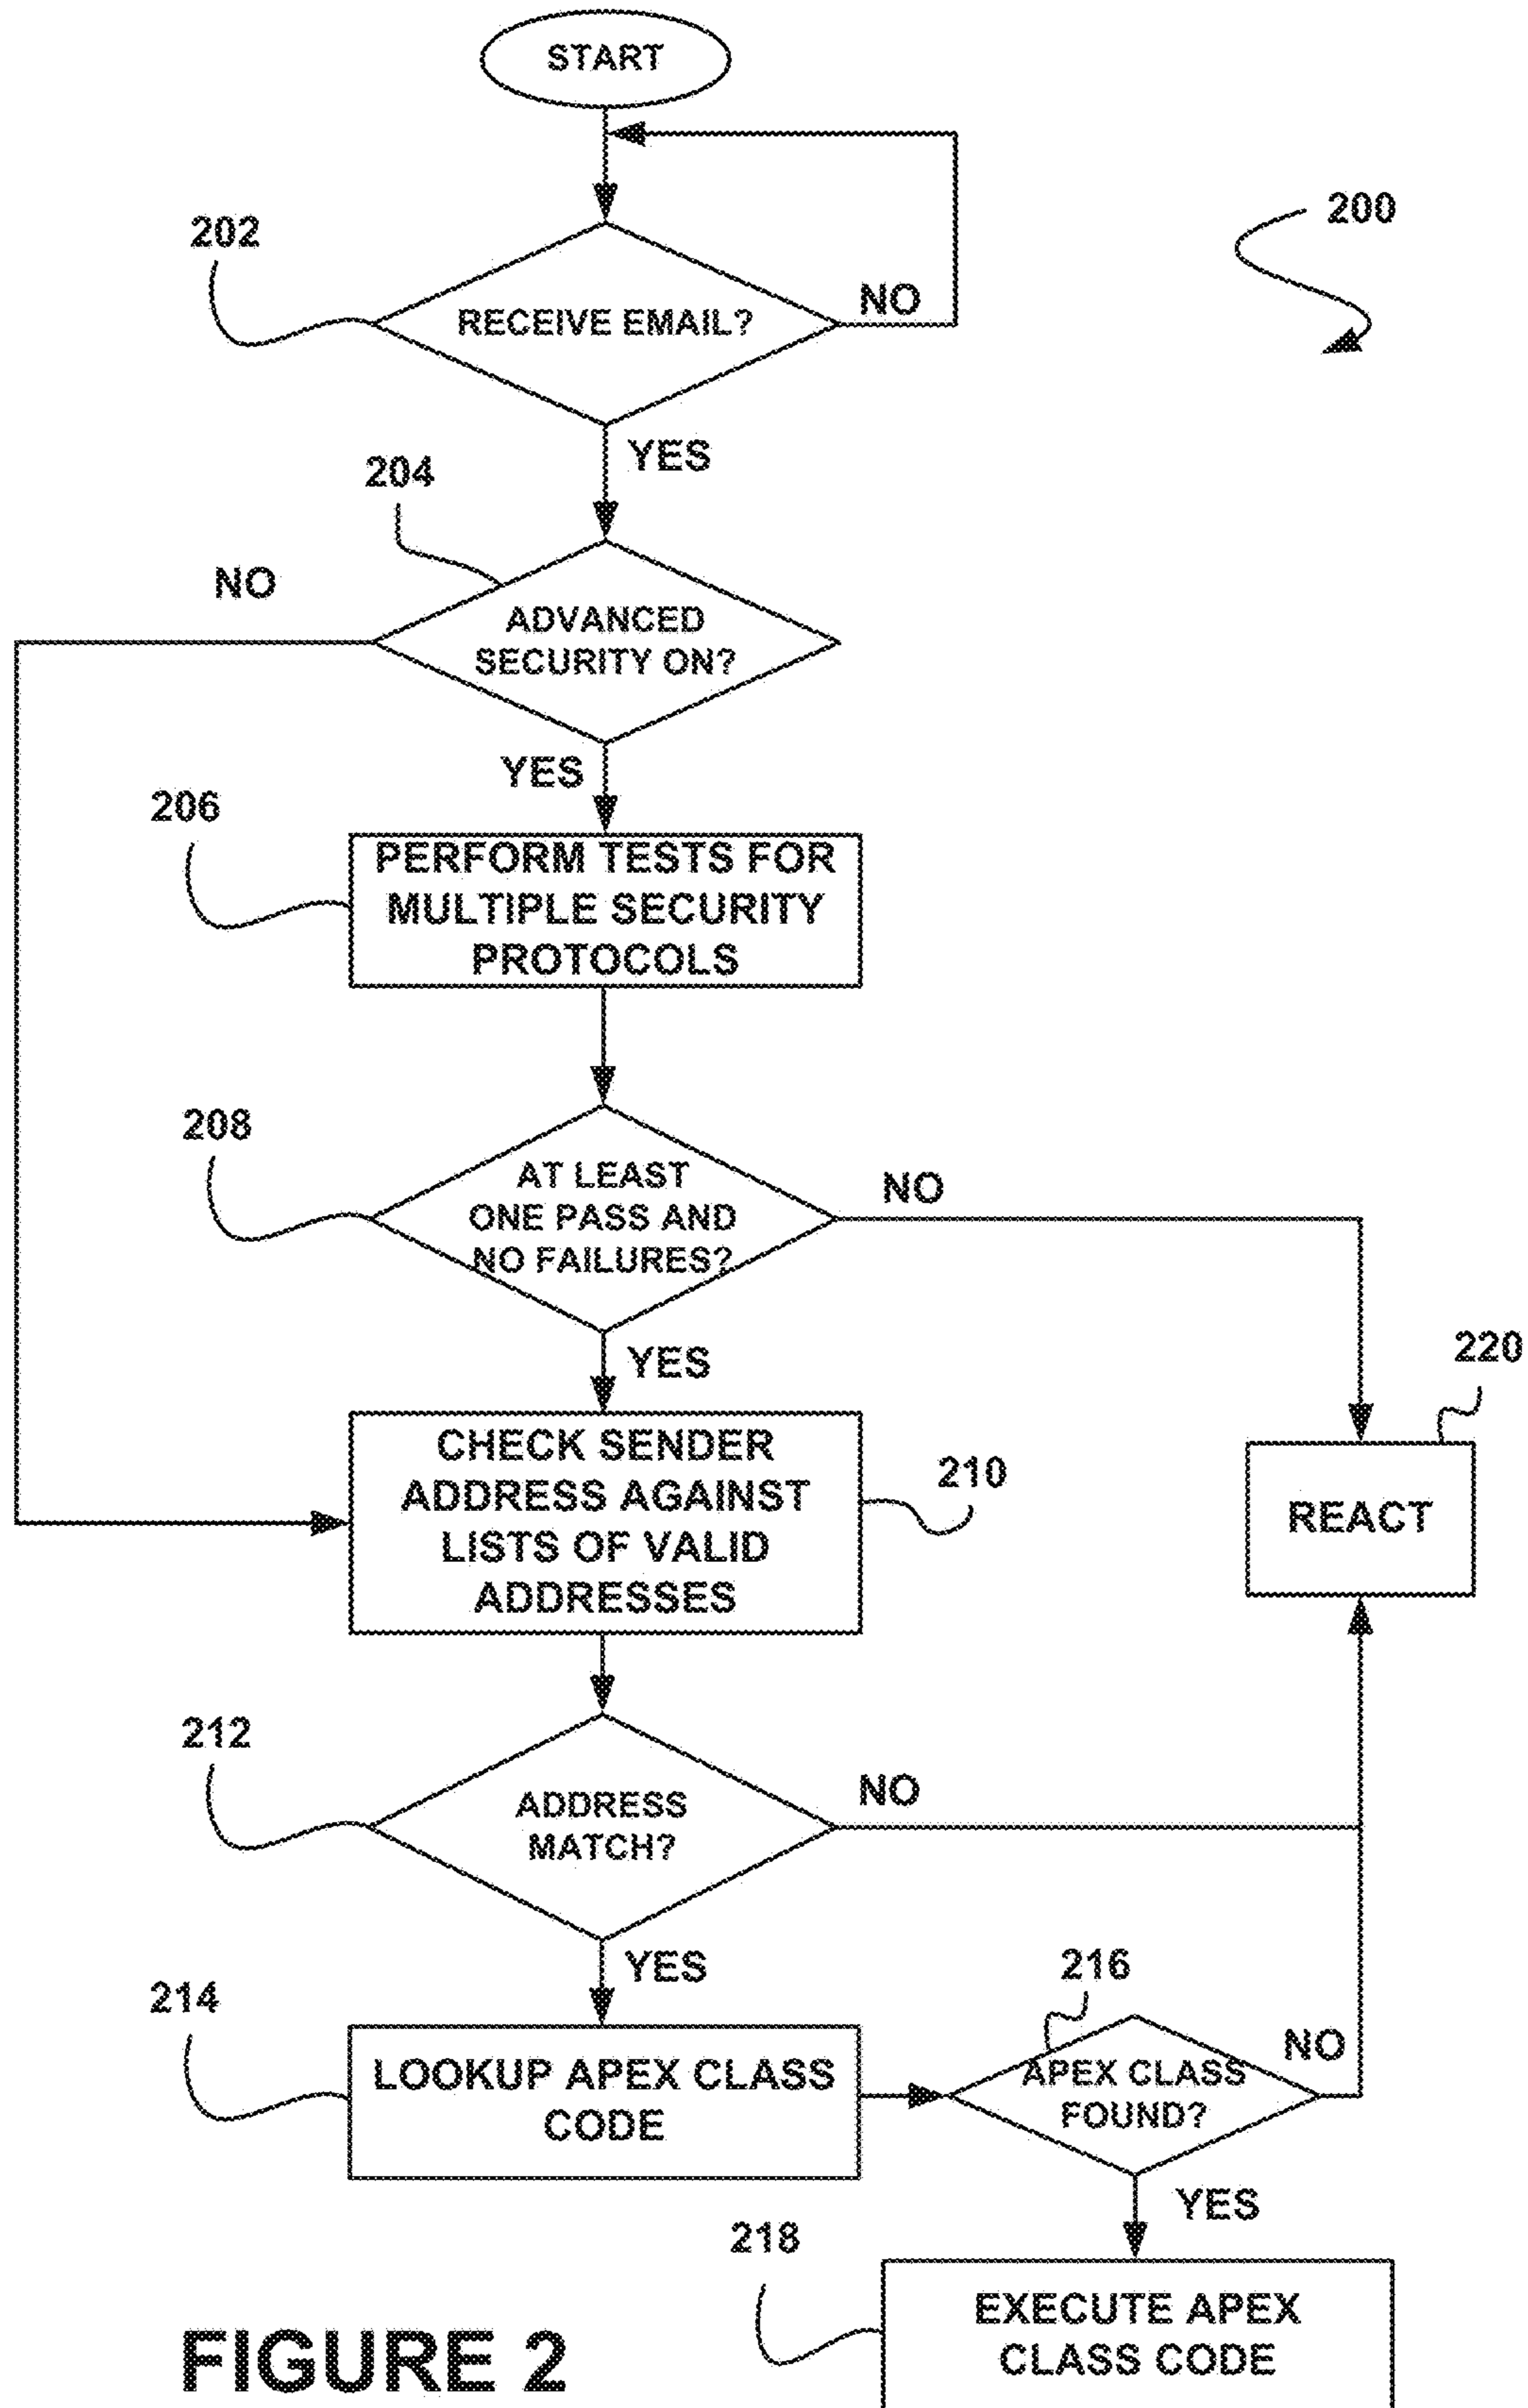 START
200
202
RECEIVE EMAIL?
NO
YES
204
NO
ADVANCED
SECURITY ON?
YES
206
PERFORM TESTS FOR
MULTIPLE SECURITY
PROTOCOLS
208
AT LEAST
ONE PASS AND
NO FAILURES?
NO
YES
220
REACT
CHECK SENDER
ADDRESS AGAINST
LISTS OF VALID
ADDRESSES
210
212
ADDRESS
MATCH?
NO
YES
214
LOOKUP APEX CLASS
CODE
216
APEX CLASS
FOUND?
NO
YES
218
EXECUTE APEX
CLASS CODE
FIGURE 2